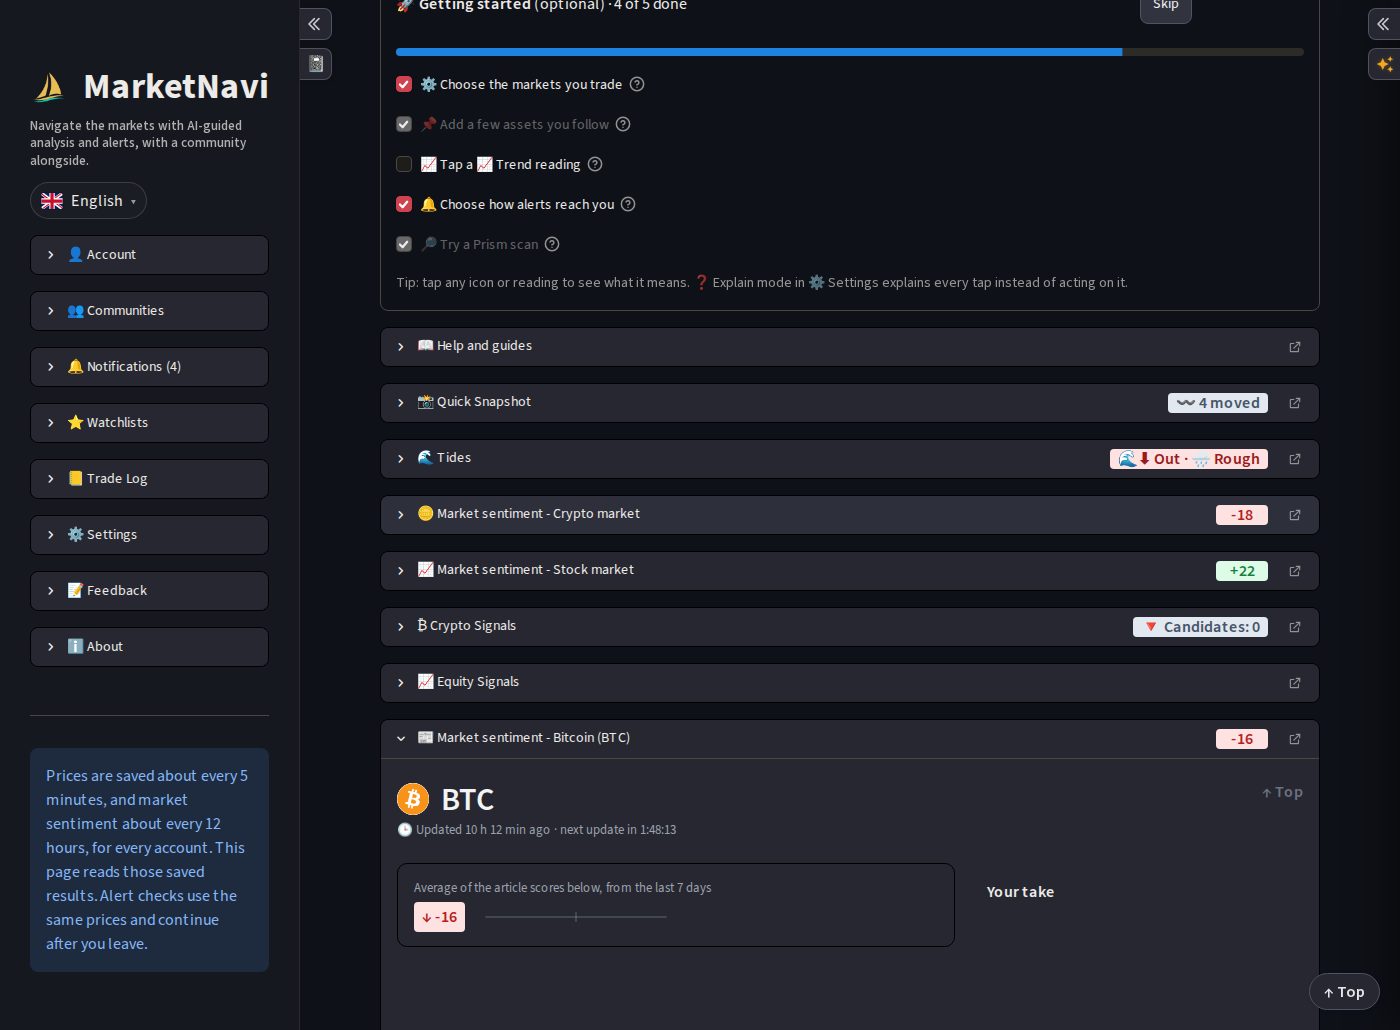 MarketNavi
Navigate the markets with AI-guided
analysis and alerts, with a community
alongside.
English
Account
Communities
Notifications (4)
Watchlists
Trade Log
Settings
Feedback
About
Prices are saved about every 5
minutes, and market
sentiment about every 12
hours, for every account. This
page reads those saved
results. Alert checks use the
same prices and continue
after you leave.
Getting started (optional) · 4 of 5 done
Skip
Choose the markets you trade
Add a few assets you follow
Tap a 📈 Trend reading
Choose how alerts reach you
Try a Prism scan
Tip: tap any icon or reading to see what it means. ❓ Explain mode in ⚙️ Settings explains every tap instead of acting on it.
Help and guides
Quick Snapshot
4 moved
Tides
Out · 🌧️ Rough
Market sentiment - Crypto market
-18
Market sentiment - Stock market
+22
₿ Crypto Signals
Candidates: 0
Equity Signals
Market sentiment - Bitcoin (BTC)
-16
BTC
↑ Top
Updated 10 h 12 min ago · next update in 1:48:13
Average of the article scores below, from the last 7 days
↓ -16
Your take
↑ Top